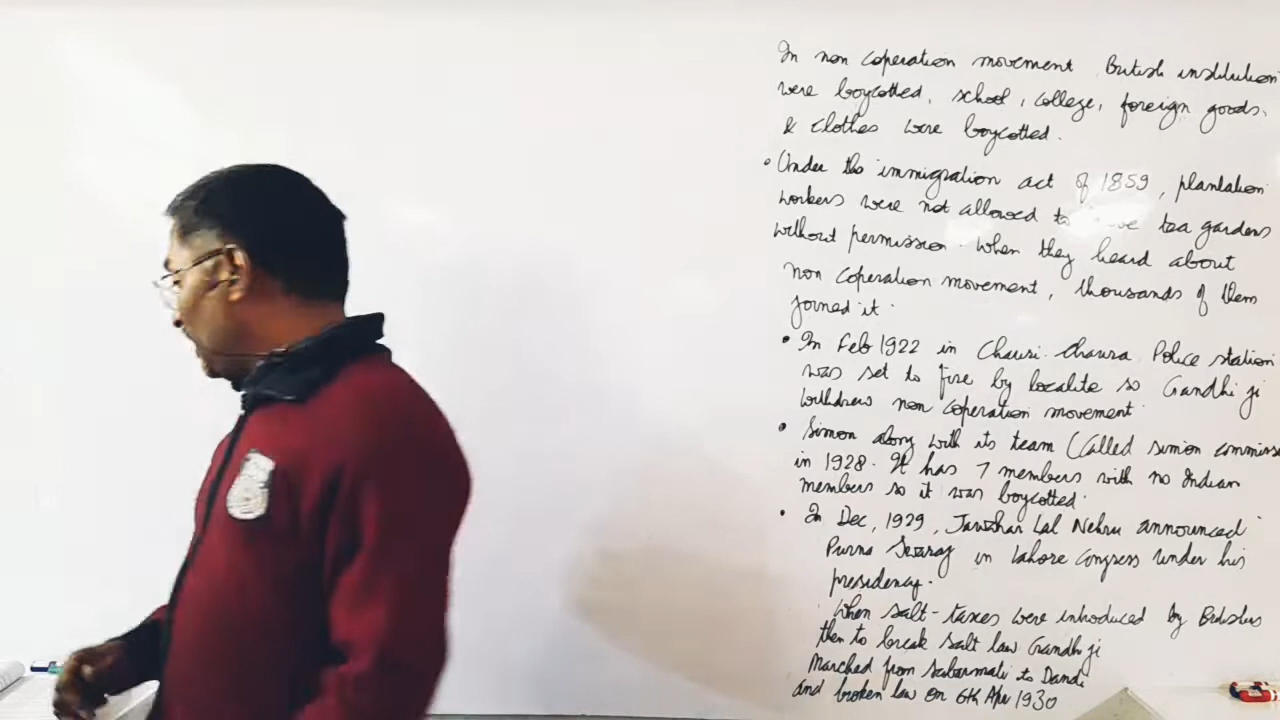 In non coperation movement British institution
were boycotted, school, college, foreign goods,
& clothes were boycotted.
• Under the immigration act of 1859, plantation
workers were not allowed to tea gardens
without permission. When they heard about
non coperation movement, thousands of them
joined it.
• In Feb 1922 in Chauri-Chaura Police station
was set to fire by localite so Gandhi ji
withdrew non coperation movement
• Simon along with its team (Called simon
in 1928. It has 7 members with no Indian
members so it was boycotted.
• In Dec, 1929, Jawahar Lal Nehru announced
Purna Swaraj in Lahore Congress under his
presidency.
When salt-taxes were introduced by
then to break salt law Gandhi ji
Marched from Sabarmati to Dandi
and broken law on 6th Apr 1930